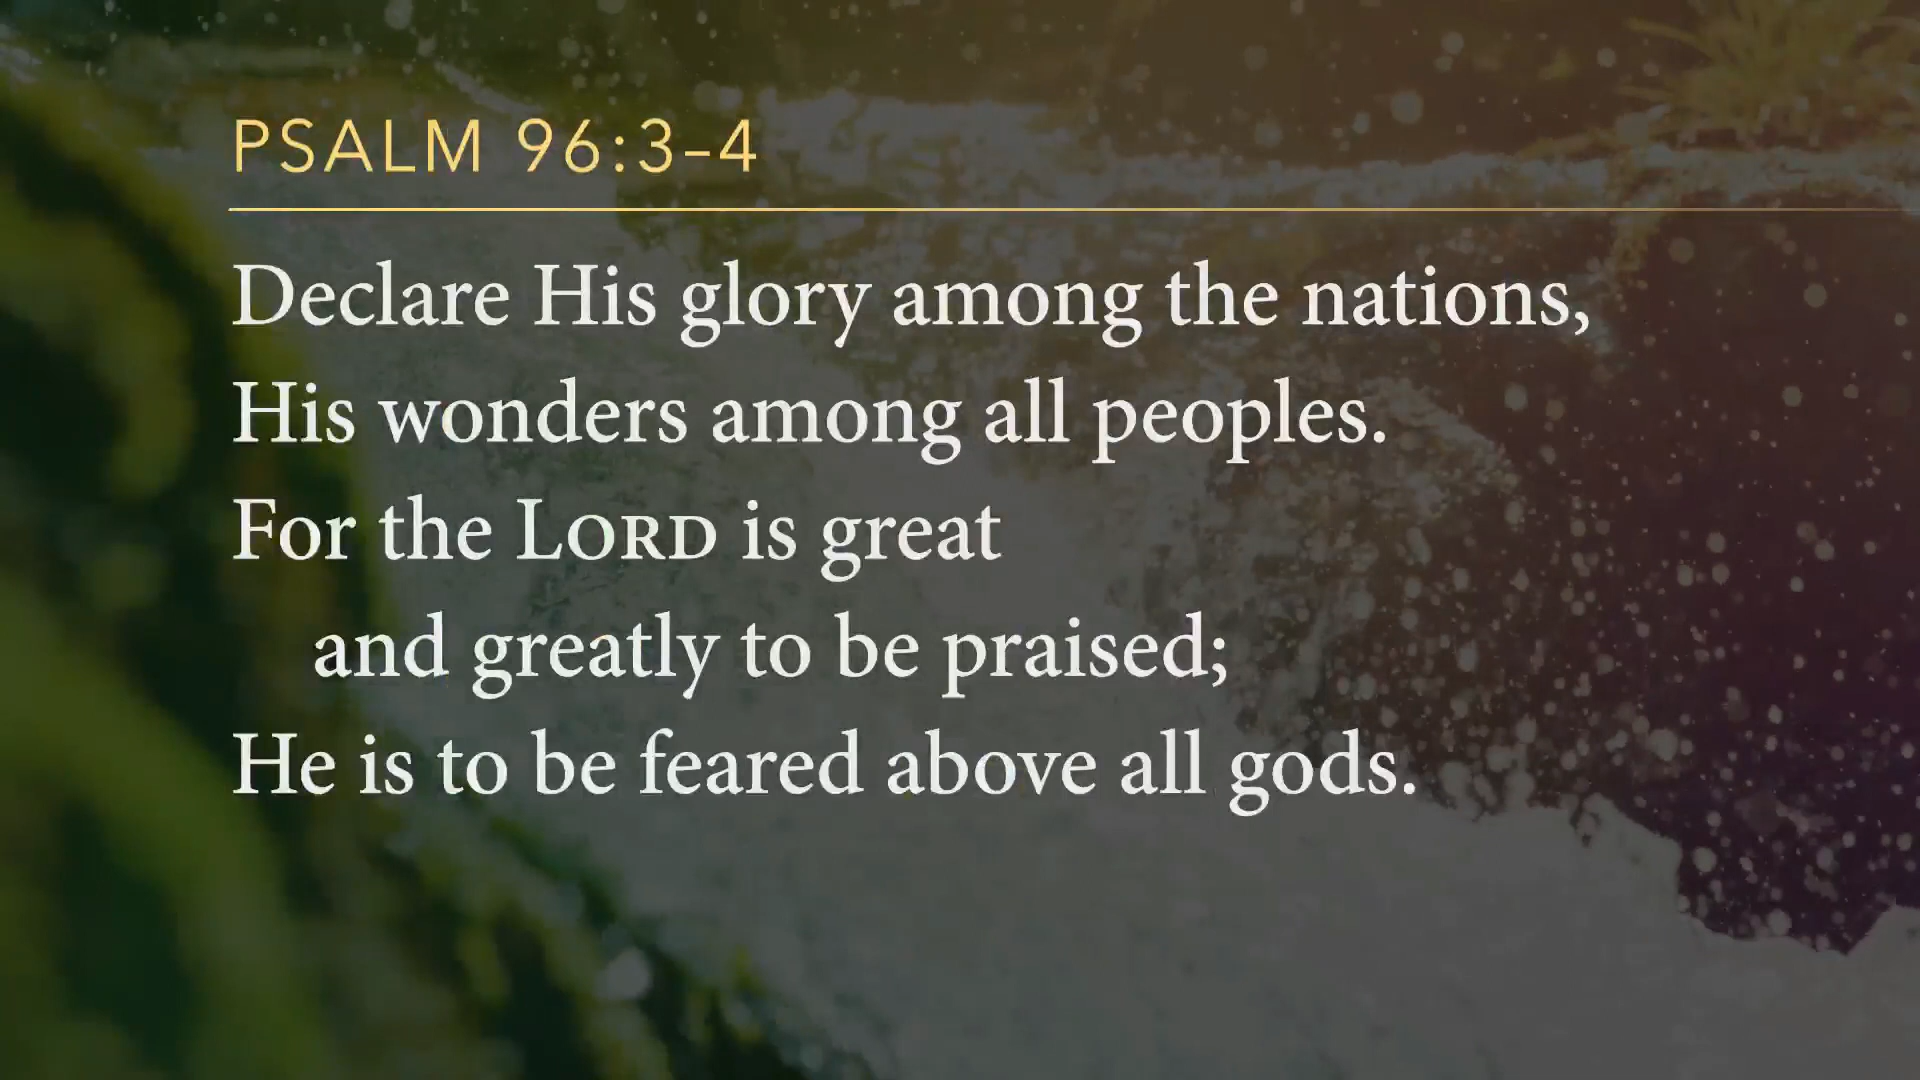 PSALM 96:3–4
Declare His glory among the nations,
His wonders among all peoples.
For the LORD is great
and greatly to be praised;
He is to be feared above all gods.